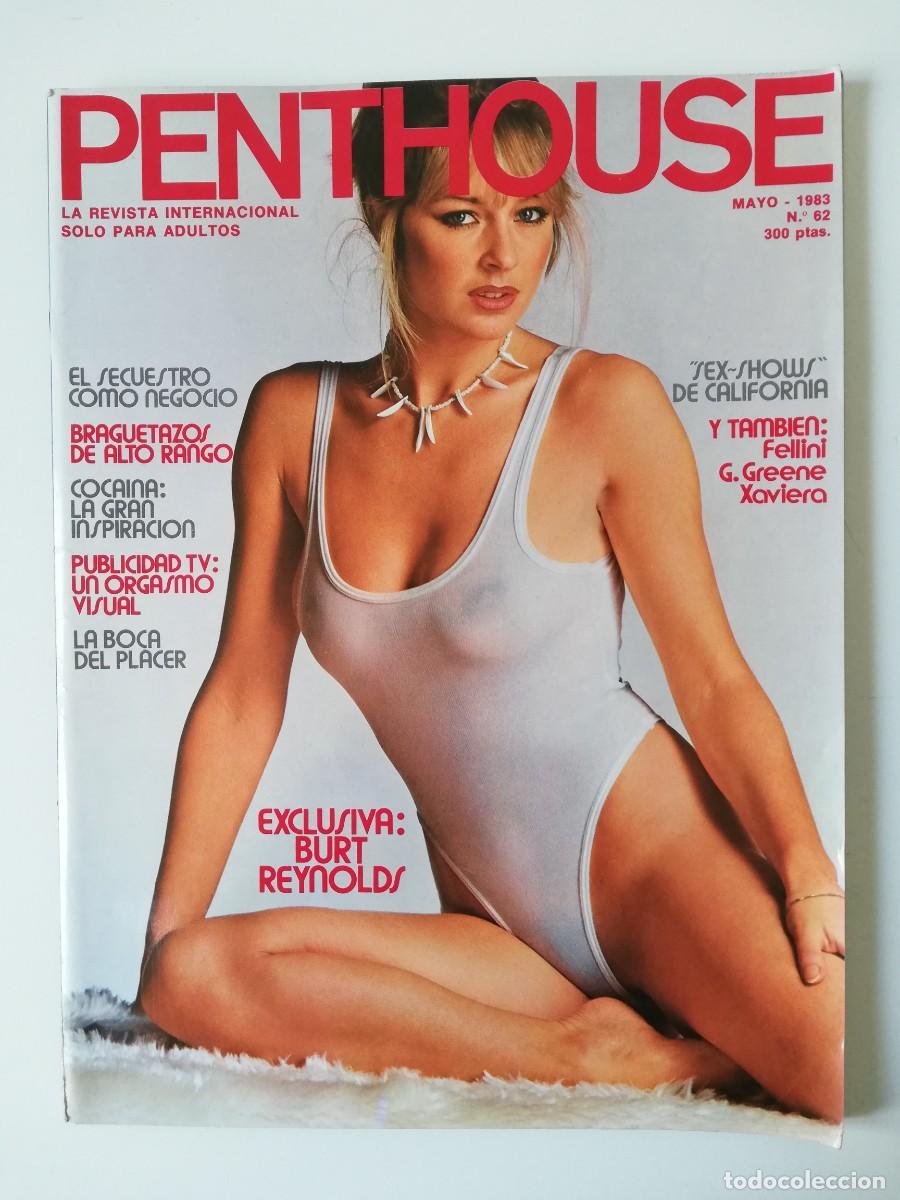 PENTHOUSE
LA REVISTA INTERNACIONAL
SOLO PARA ADULTOS
MAYO - 1983
N.º 62
300 ptas.
EL SECUESTRO
COMO NEGOCIO
BRAGUETAZOS
DE ALTO RANGO
COCAINA:
LA GRAN
INSPIRACION
PUBLICIDAD TV:
UN ORGASMO
VISUAL
LA BOCA
DEL PLACER
"SEX-SHOWS"
DE CALIFORNIA
Y TAMBIEN:
Fellini
G. Greene
Xaviera
EXCLUSIVA:
BURT
REYNOLDS
todocoleccion